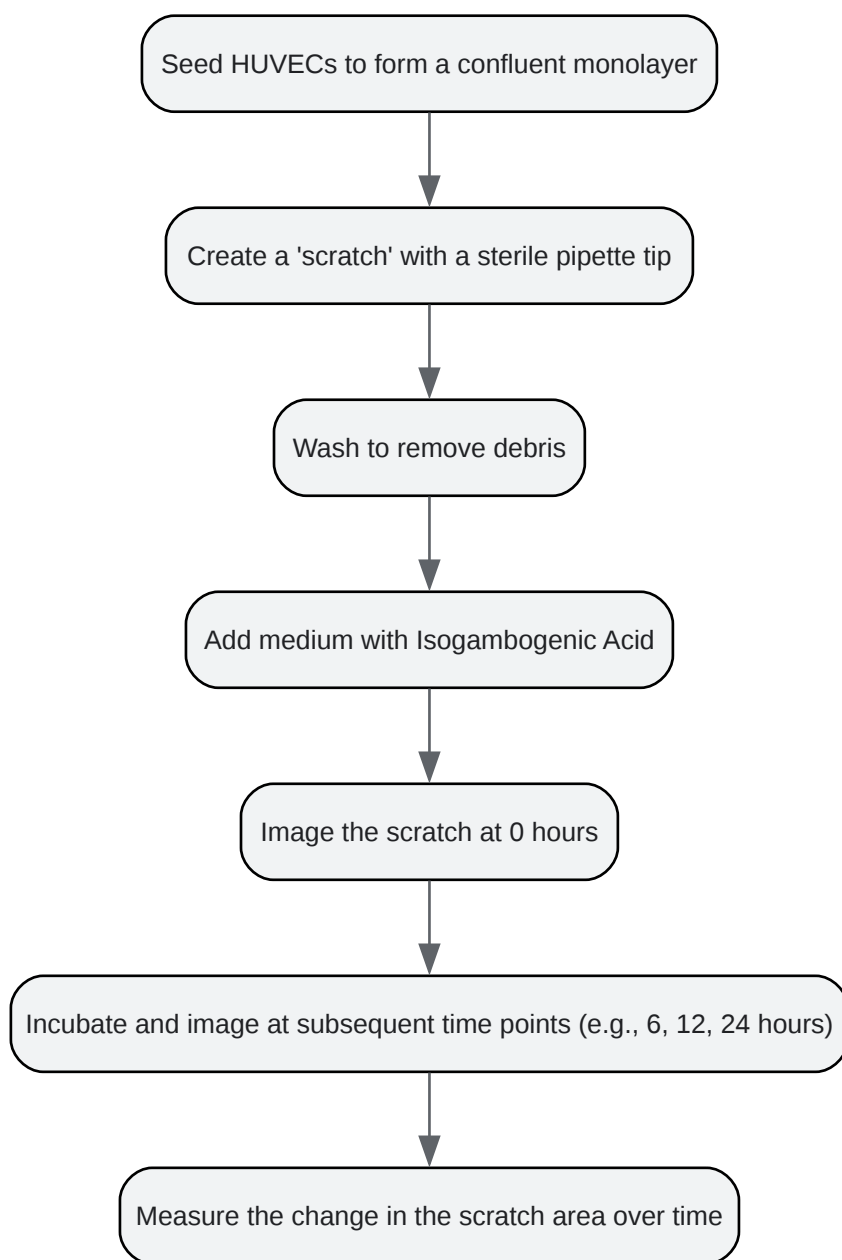 Seed HUVECs to form a confluent monolayer
Create a 'scratch' with a sterile pipette tip
Wash to remove debris
Add medium with Isogambogenic Acid
Image the scratch at 0 hours
Incubate and image at subsequent time points (e.g., 6, 12, 24 hours)
Measure the change in the scratch area over time